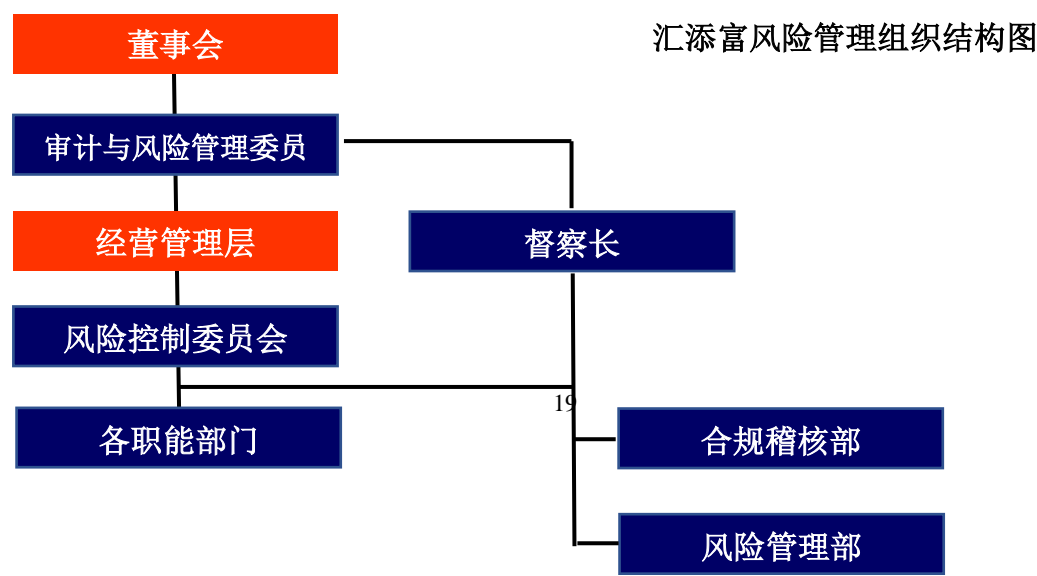 汇添富风险管理组织结构图
董事会
审计与风险管理委员
经营管理层
督察长
风险控制委员会
19
各职能部门
合规稽核部
风险管理部